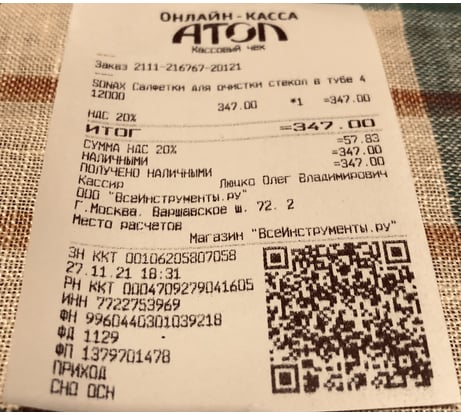 ОНЛАЙН-КАССА
АТОЛ
Кассовый чек
Заказ 2111-216767-20121
SONAX Салфетки для очистки стекол в тубе 4
12000
347.00 *1 =347.00
НДС 20%
ИТОГ =347.00
СУММА НДС 20% =57.83
НАЛИЧНЫМИ =347.00
ПОЛУЧЕНО НАЛИЧНЫМИ =347.00
Кассир Люцко Олег Владимирович
ООО "ВсеИнструменты.ру"
Г.Москва, Варшавское ш. 72. 2
Место расчетов
Магазин "ВсеИнструменты.ру"
ЗН ККТ 00106205807058
27.11.21 18:31
РН ККТ 0004709279041605
ИНН 7722753969
ФН 9960440301039218
ФД 1129
ФП 1379701478
ПРИХОД
СНО ОСН